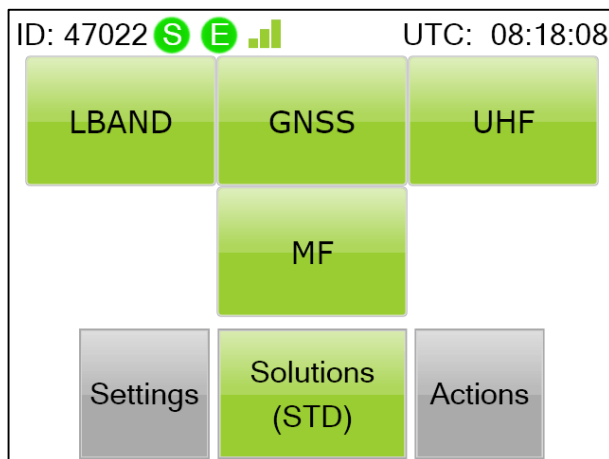 ID: 47022 S E UTC: 08:18:08
LBAND GNSS UHF
MF
Settings Solutions (STD) Actions